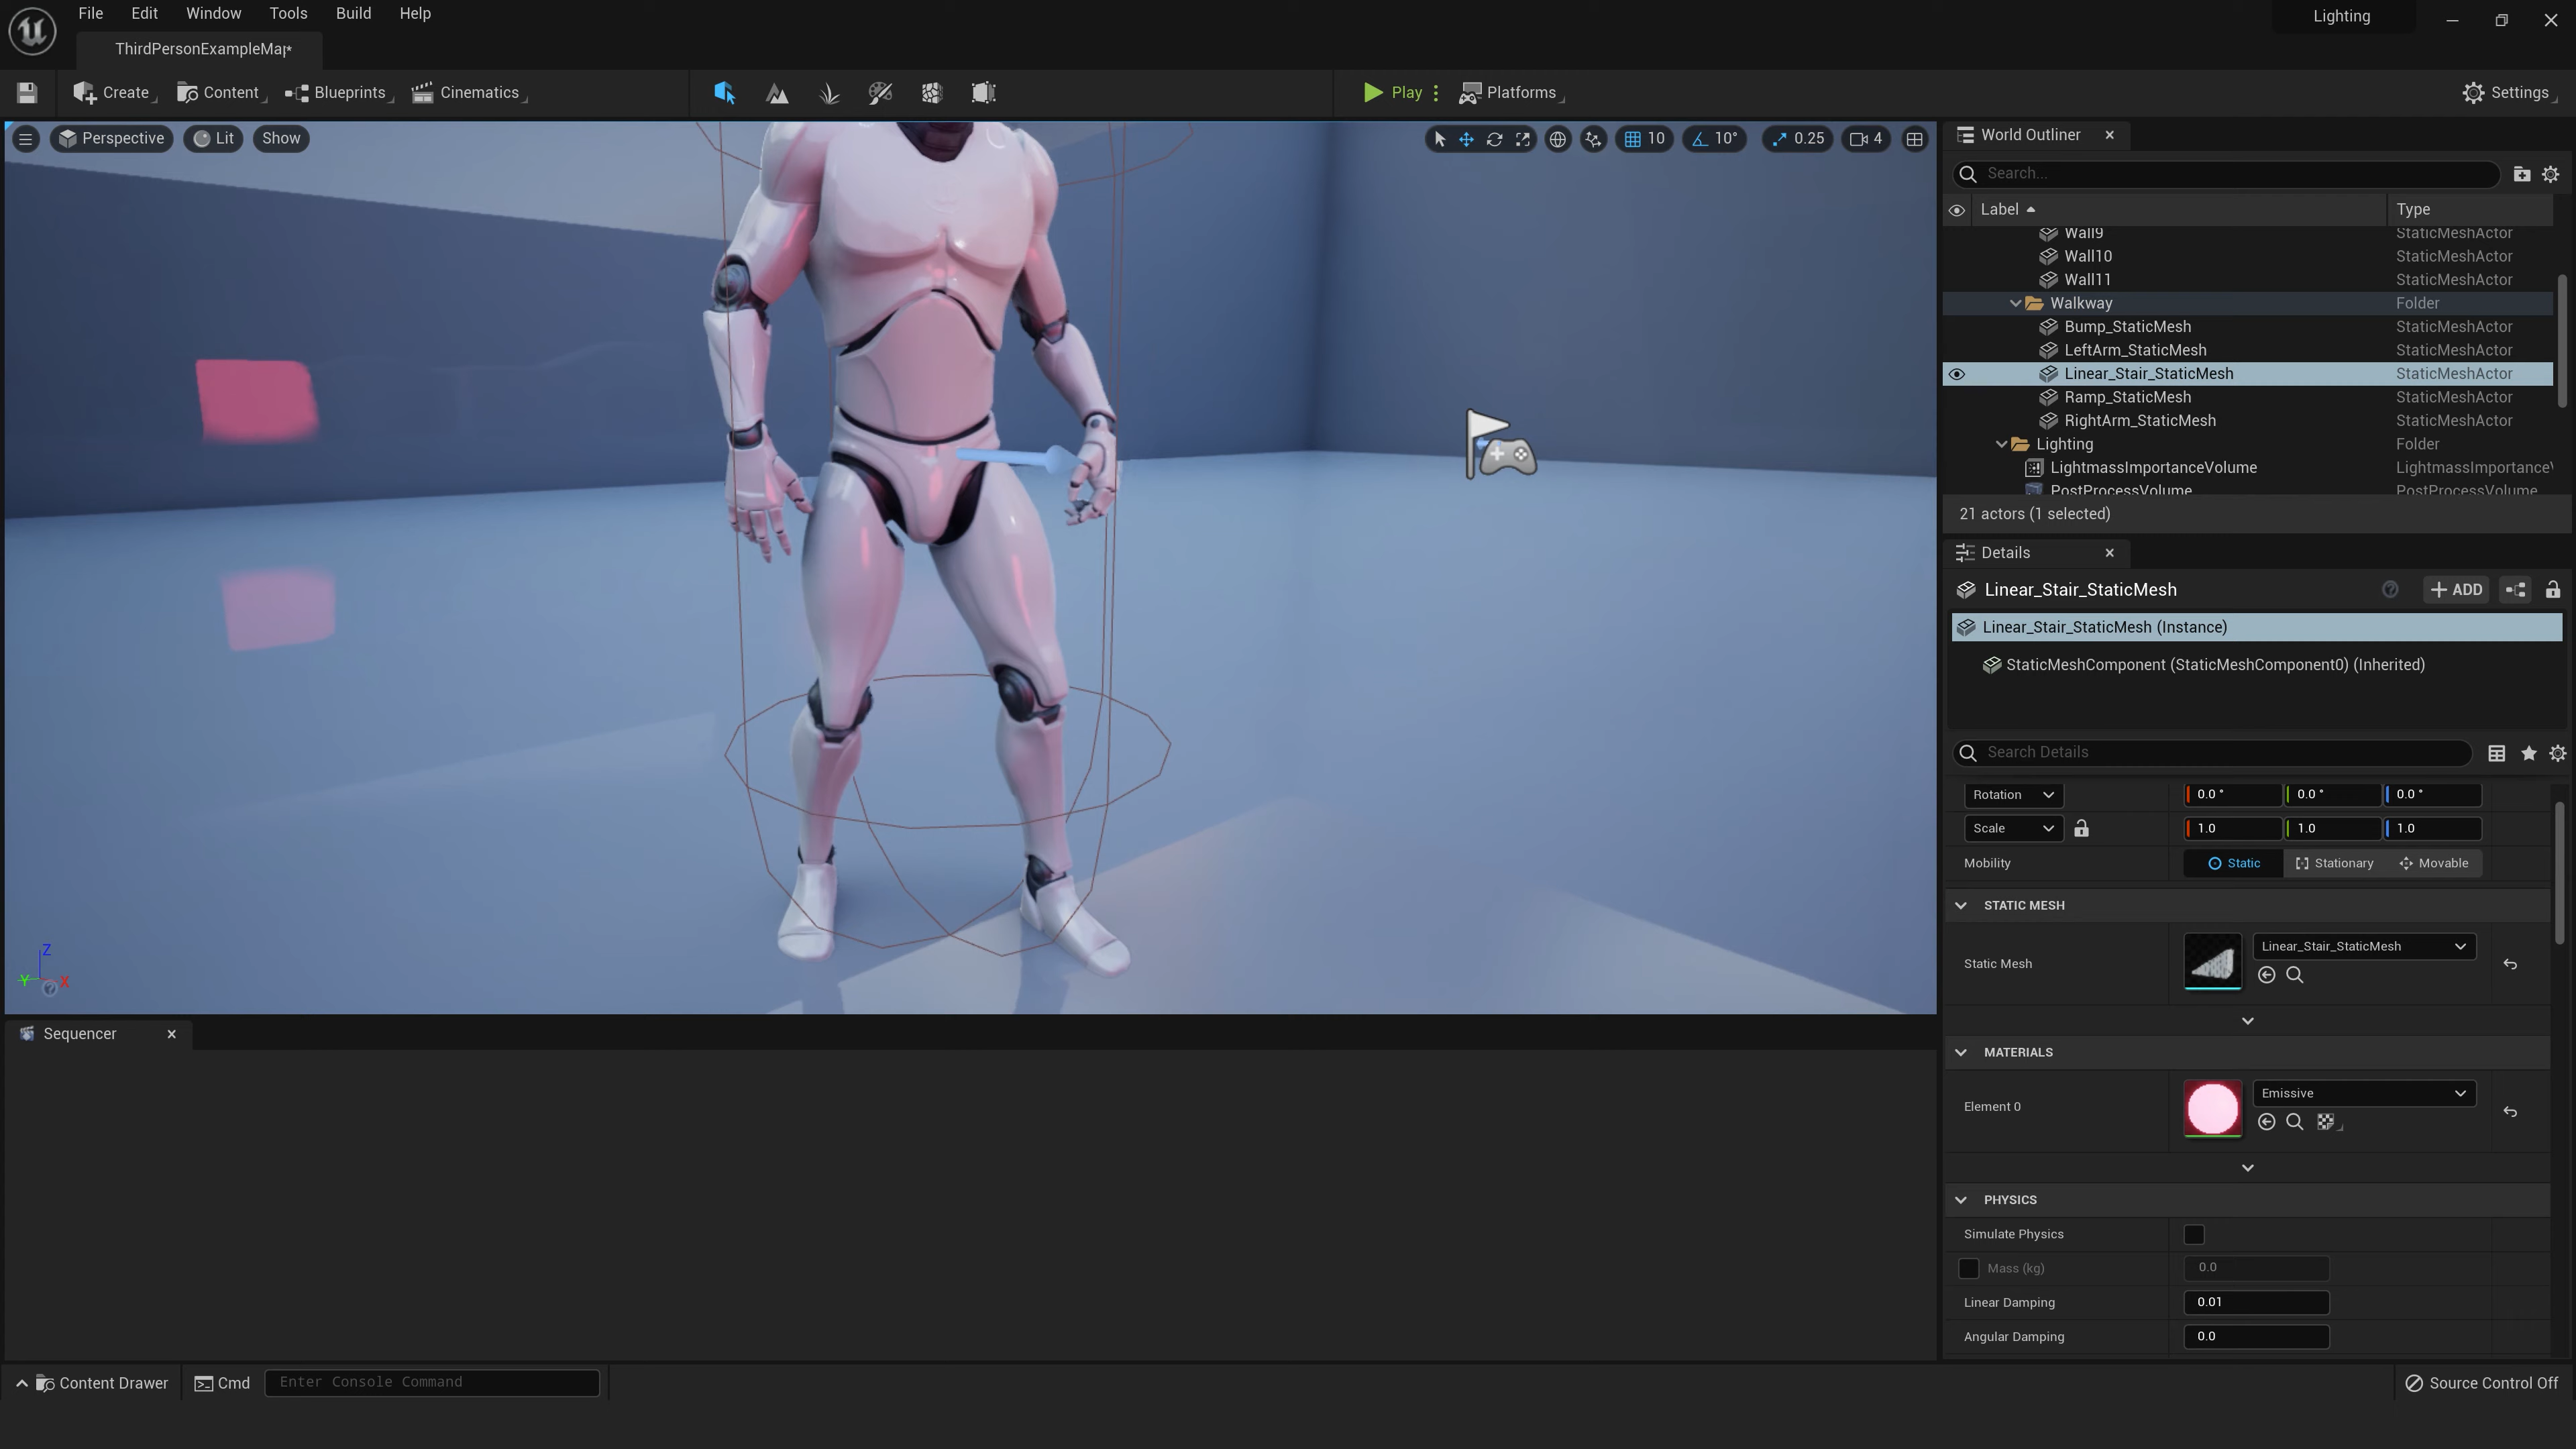 File Edit Window Tools Build Help
Lighting
ThirdPersonExampleMap*
Create Content Blueprints Cinematics Play Platforms Settings
Perspective Lit Show 10 10° 0.25 4
World Outliner
Search...
Label Type
Wall9 StaticMeshActor
Wall10 StaticMeshActor
Wall11 StaticMeshActor
Walkway Folder
Bump_StaticMesh StaticMeshActor
LeftArm_StaticMesh StaticMeshActor
Linear_Stair_StaticMesh StaticMeshActor
Ramp_StaticMesh StaticMeshActor
RightArm_StaticMesh StaticMeshActor
Lighting Folder
LightmassImportanceVolume LightmassImportanceV
PostProcessVolume PostProcessVolume
21 actors (1 selected)
Details
Linear_Stair_StaticMesh ADD
Linear_Stair_StaticMesh (Instance)
StaticMeshComponent (StaticMeshComponent0) (Inherited)
Search Details
Rotation 0.0 ° 0.0 ° 0.0 °
Scale 1.0 1.0 1.0
Mobility Static Stationary Movable
STATIC MESH
Static Mesh Linear_Stair_StaticMesh
MATERIALS
Element 0 Emissive
PHYSICS
Simulate Physics
Mass (kg) 0.0
Linear Damping 0.01
Angular Damping 0.0
Z
Y X
Sequencer
Content Drawer Cmd Enter Console Command Source Control Off